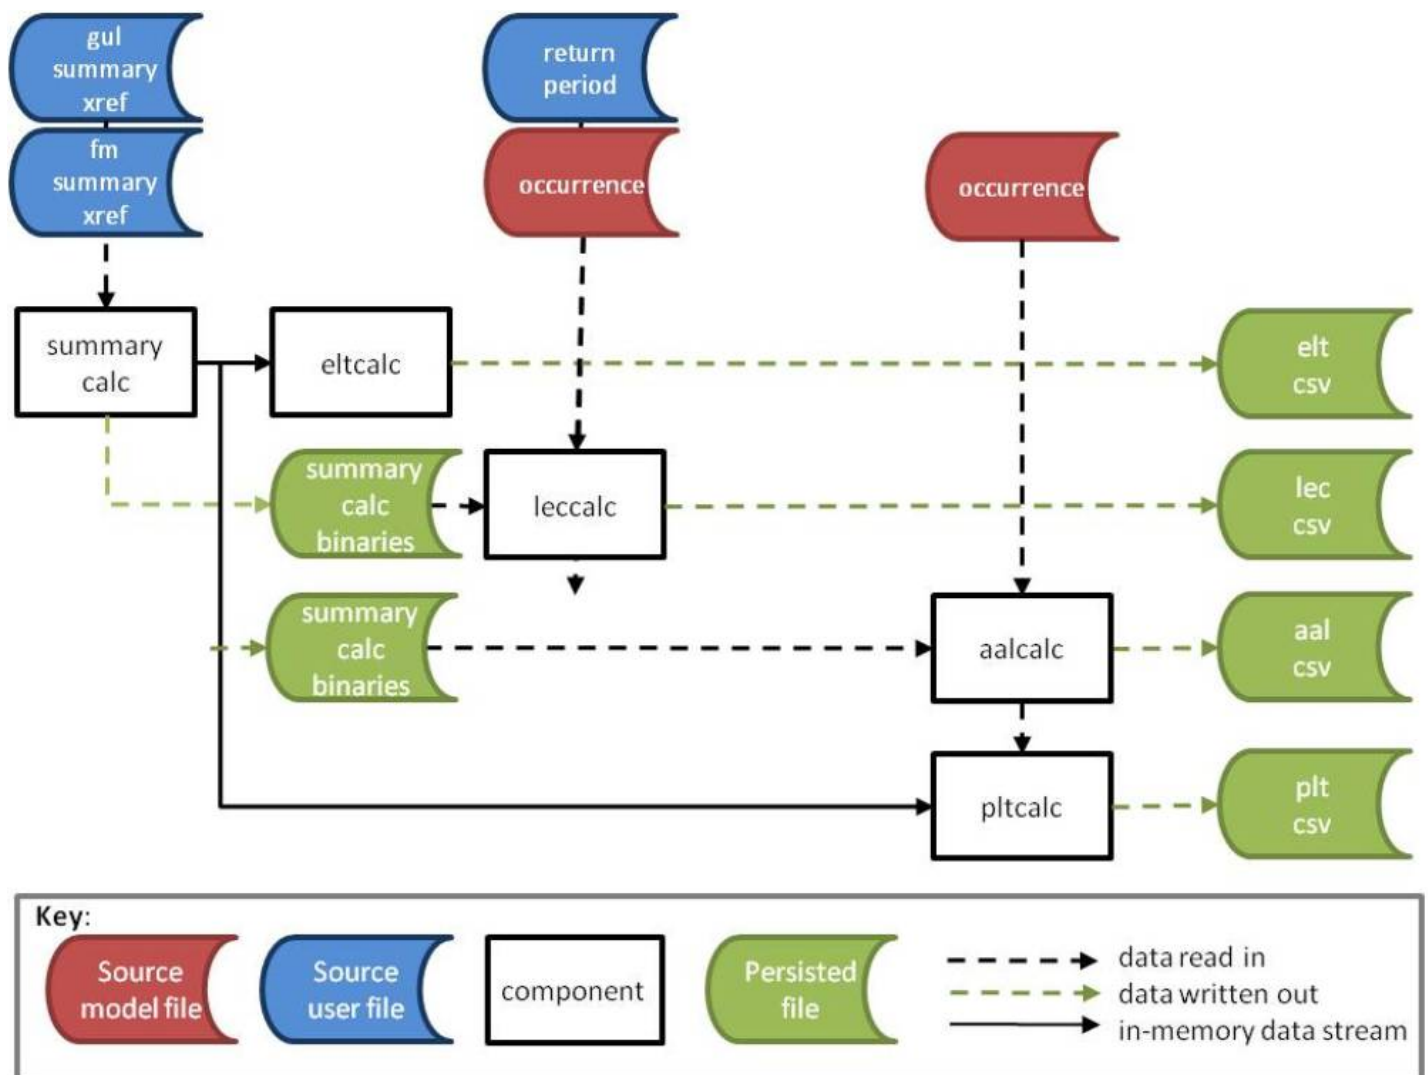 gul
summary
xref
return
period
fm
summary
xref
occurrence
occurrence
summary
calc
eltcalc
elt
csv
summary
calc
binaries
leccalc
lec
csv
summary
calc
binaries
aalcalc
aal
csv
pltcalc
plt
csv
Key:
Source
model file
Source
user file
component
Persisted
file
data read in
data written out
in-memory data stream